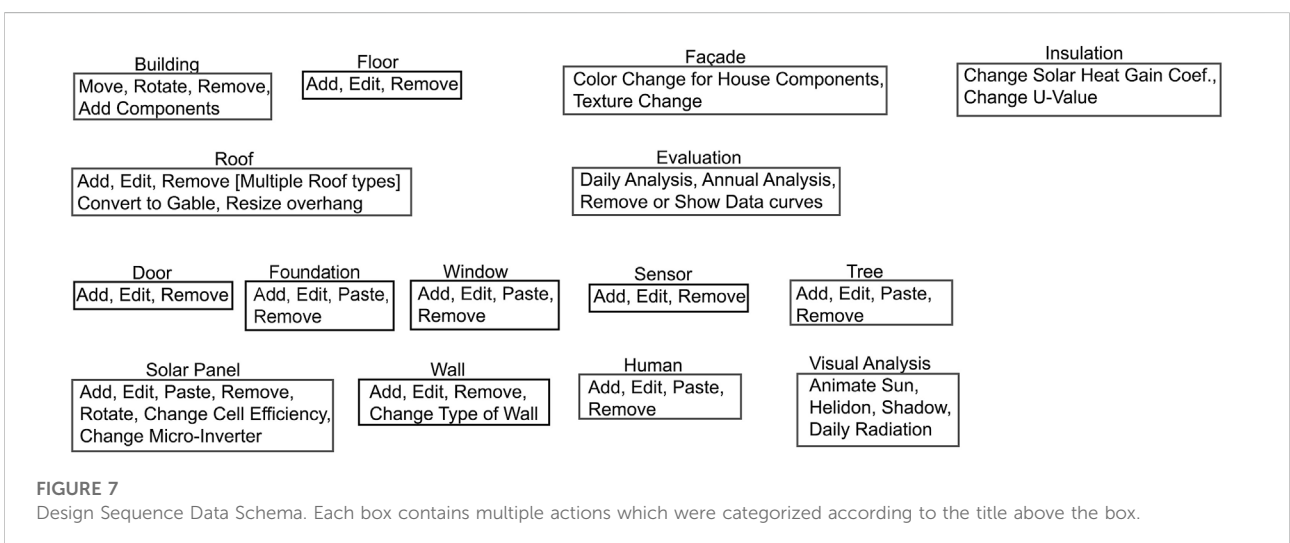 Building
Move, Rotate, Remove,
Add Components
Floor
Add, Edit, Remove
Façade
Color Change for House Components,
Texture Change
Insulation
Change Solar Heat Gain Coef.,
Change U-Value
Roof
Add, Edit, Remove [Multiple Roof types]
Convert to Gable, Resize overhang
Evaluation
Daily Analysis, Annual Analysis,
Remove or Show Data curves
Door
Add, Edit, Remove
Foundation
Add, Edit, Paste,
Remove
Window
Add, Edit, Paste,
Remove
Sensor
Add, Edit, Remove
Tree
Add, Edit, Paste,
Remove
Solar Panel
Add, Edit, Paste, Remove,
Rotate, Change Cell Efficiency,
Change Micro-Inverter
Wall
Add, Edit, Remove,
Change Type of Wall
Human
Add, Edit, Paste,
Remove
Visual Analysis
Animate Sun,
Helidon, Shadow,
Daily Radiation
FIGURE 7
Design Sequence Data Schema. Each box contains multiple actions which were categorized according to the title above the box.